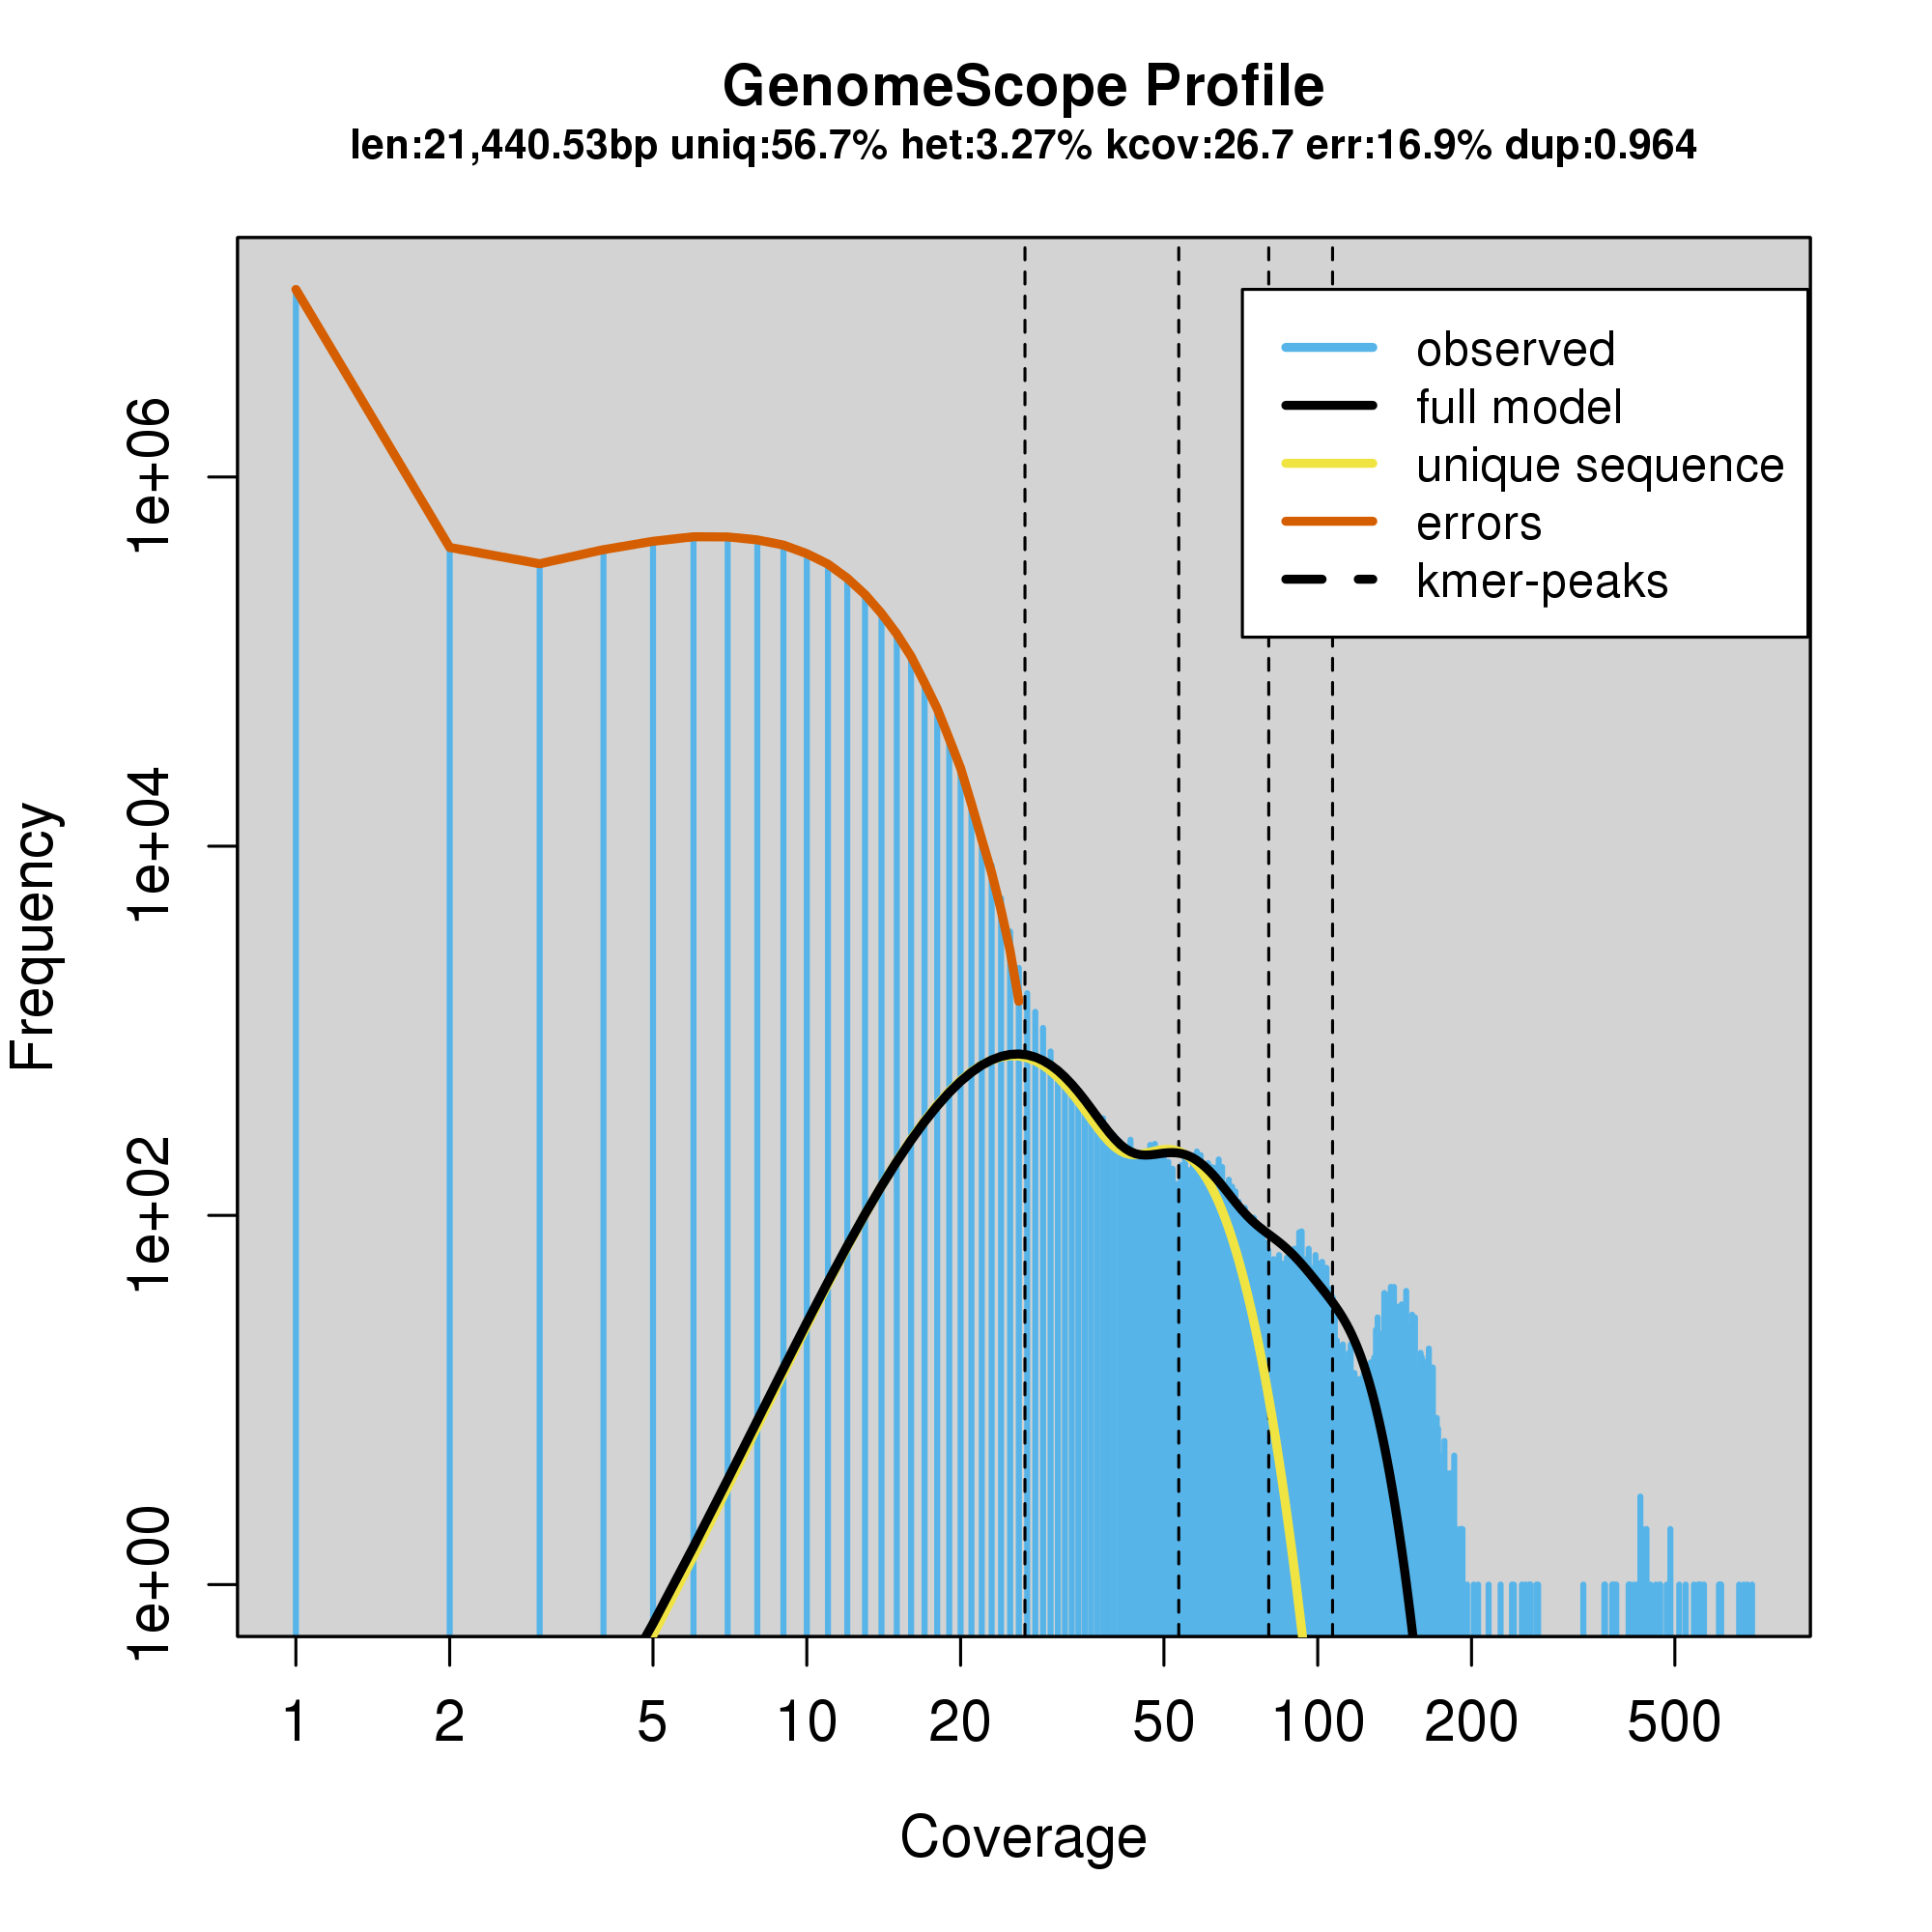 GenomeScope Profile
len:21,440.53bp uniq:56.7% het:3.27% kcov:26.7 err:16.9% dup:0.964
observed
full model
unique sequence
errors
kmer-peaks
Frequency
1e+06
1e+04
1e+02
1e+00
1 2 5 10 20 50 100 200 500
Coverage